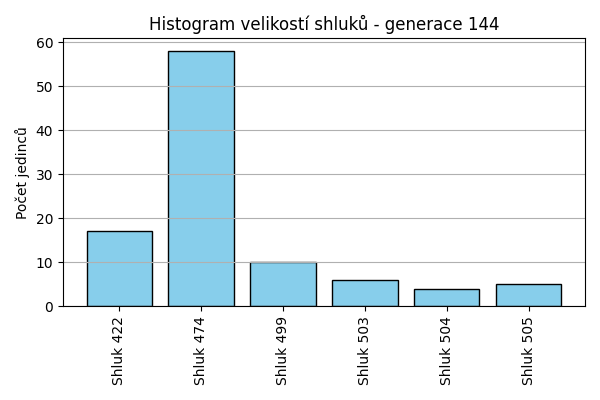 Histogram velikostí shluků - generace 144
Počet jedinců
60
50
40
30
20
10
0
Shluk 422
Shluk 474
Shluk 499
Shluk 503
Shluk 504
Shluk 505